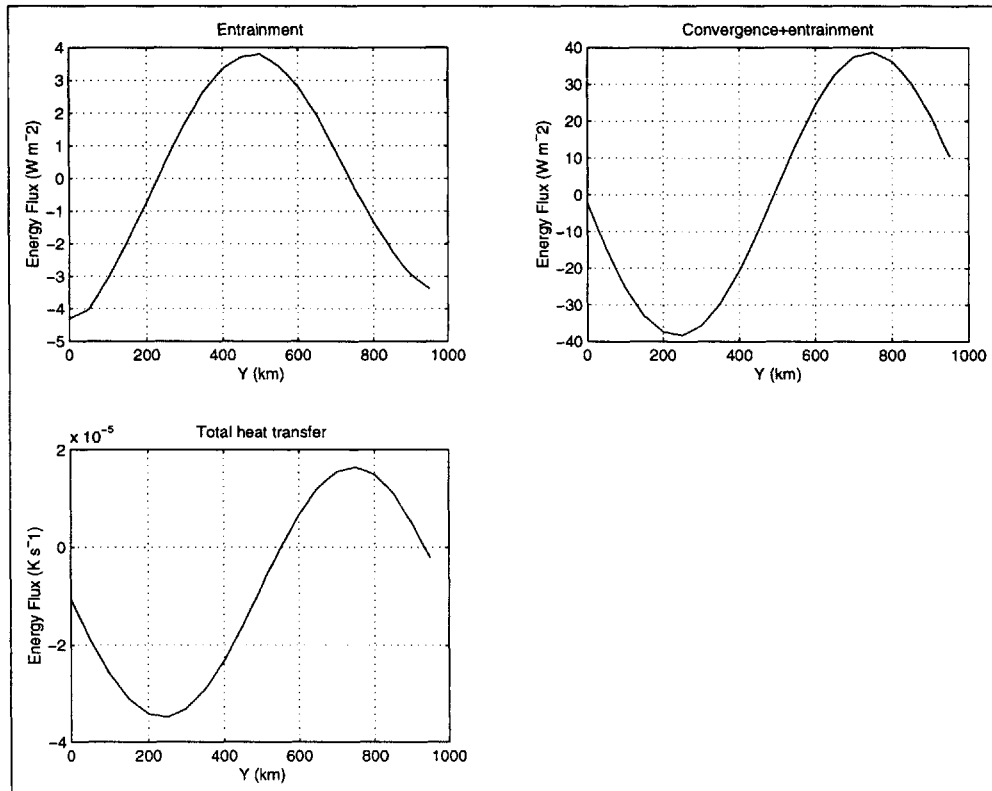 Entrainment
Energy Flux (W m⁻2)
4
3
2
1
0
−1
−2
−3
−4
−5
0 200 400 600 800 1000
Y (km)
Convergence+entrainment
Energy Flux (W m⁻2)
40
30
20
10
0
−10
−20
−30
−40
0 200 400 600 800 1000
Y (km)
Total heat transfer
x 10⁻⁵
Energy Flux (K s⁻1)
2
0
−2
−4
0 200 400 600 800 1000
Y (km)